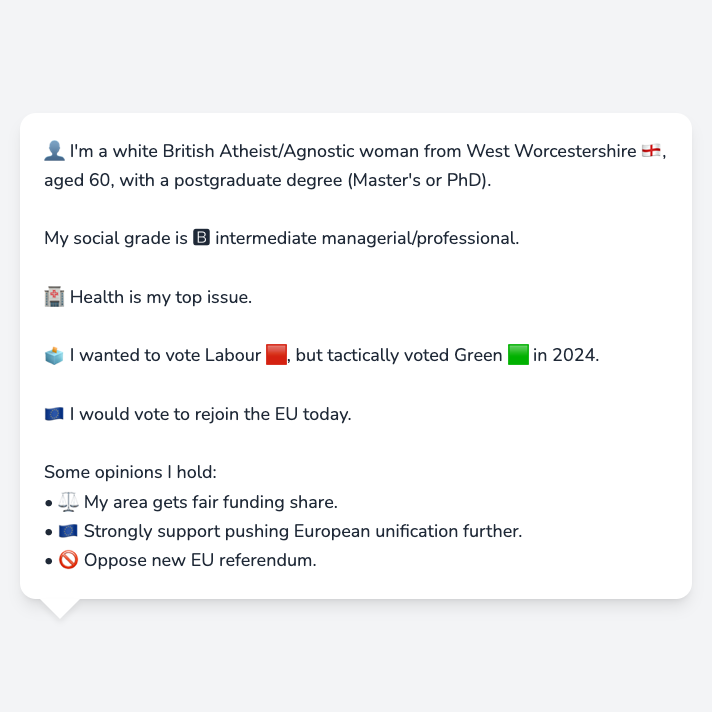 👤 I'm a white British Atheist/Agnostic woman from West Worcestershire 🏴󠁧󠁢󠁥󠁮󠁧󠁿,
aged 60, with a postgraduate degree (Master's or PhD).
My social grade is 🅱 intermediate managerial/professional.
🏥 Health is my top issue.
🗳️ I wanted to vote Labour 🟥, but tactically voted Green 🟩 in 2024.
🇪🇺 I would vote to rejoin the EU today.
Some opinions I hold:
• ⚖️ My area gets fair funding share.
• 🇪🇺 Strongly support pushing European unification further.
• 🚫 Oppose new EU referendum.